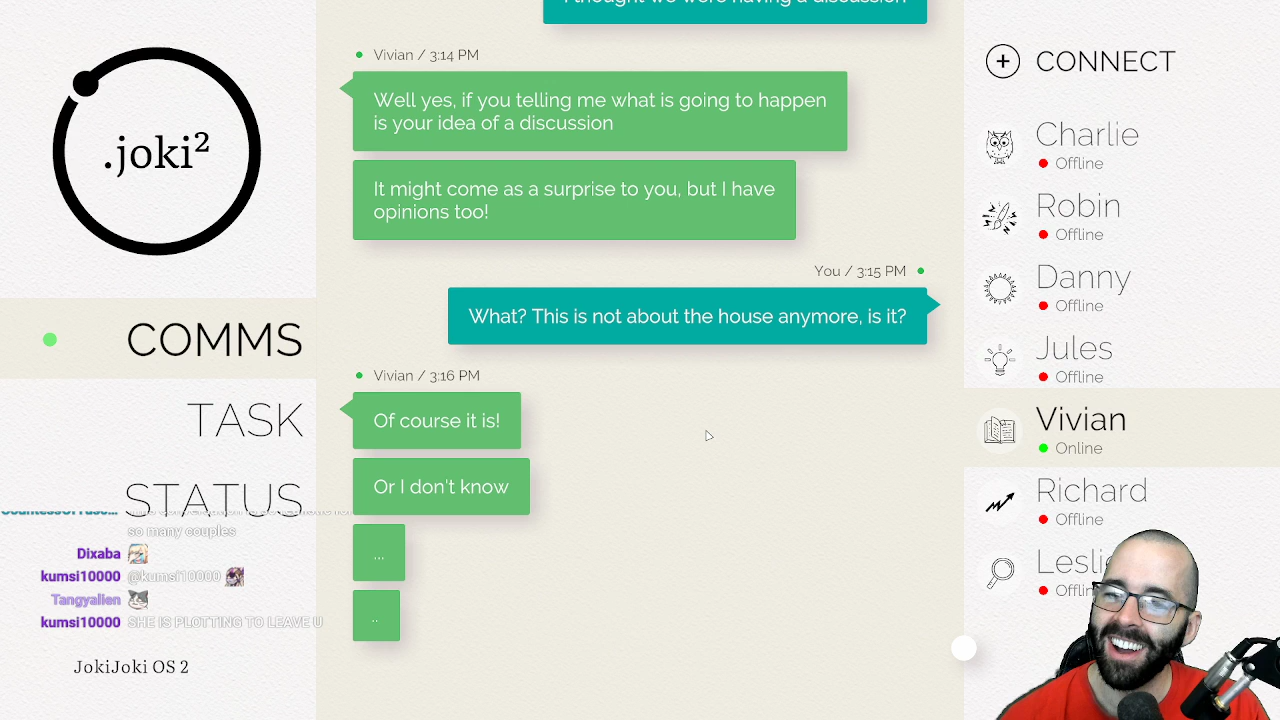 I thought we were having a discussion
.joki²
Vivian / 3:14 PM
Well yes, if you telling me what is going to happen
is your idea of a discussion
It might come as a surprise to you, but I have
opinions too!
You / 3:15 PM
What? This is not about the house anymore, is it?
Vivian / 3:16 PM
Of course it is!
Or I don't know
...
..
COMMS
TASK
STATUS
so many couples
Dixaba
kumsi10000 @kumsi10000
Tangyalien
kumsi10000 SHE IS PLOTTING TO LEAVE U
JokiJoki OS 2
+ CONNECT
Charlie
Offline
Robin
Offline
Danny
Offline
Jules
Offline
Vivian
Online
Richard
Offline
Leslie
Offline